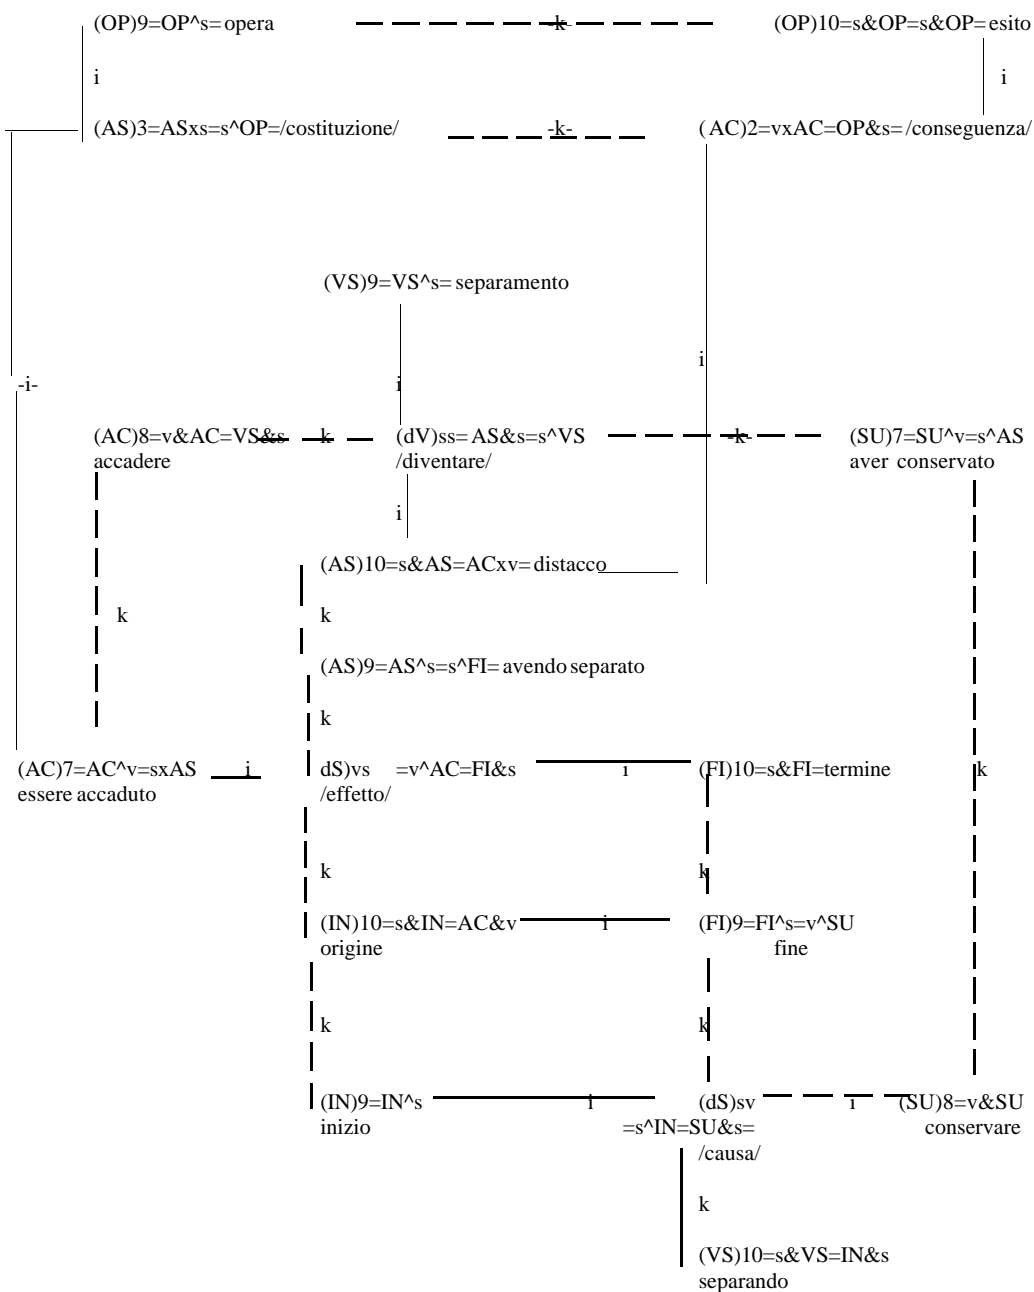 (OP)9=OP^s= opera -k- (OP)10=s&OP=s&OP= esito
i i
(AS)3=ASxs=s^OP=/costituzione/ -k- ( AC)2=vxAC=OP&s= /conseguenza/
(VS)9=VS^s= separamento
i
-i- i
(AC)8=v&AC=VS&s k (dV)ss= AS&s=s^VS -k- (SU)7=SU^v=s^AS
accadere /diventare/ aver conservato
i
(AS)10=s&AS=ACxv= distacco
k k
(AS)9=AS^s=s^FI= avendo separato
k
(AC)7=AC^v=sxAS i dS)vs =v^AC=FI&s i (FI)10=s&FI=termine k
essere accaduto /effetto/
k k
(IN)10=s&IN=AC&v i (FI)9=FI^s=v^SU
origine fine
k k
(IN)9=IN^s i (dS)sv i (SU)8=v&SU
inizio =s^IN=SU&s= conservare
/causa/
k
(VS)10=s&VS=IN&s
separando